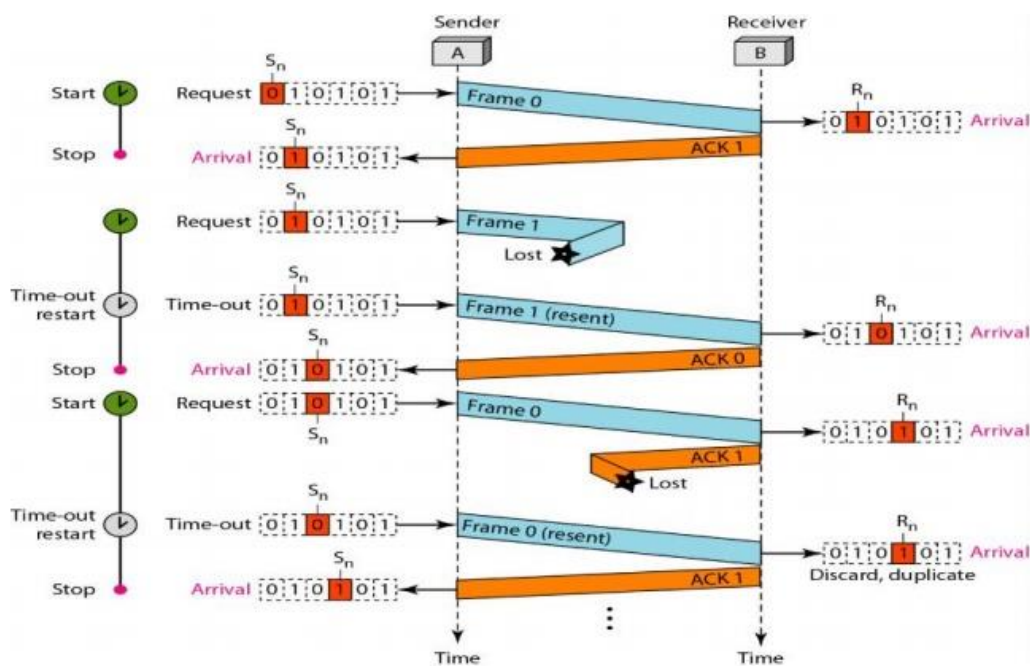 Sender
Receiver
A
B
Sn
Start
Request
0 1 0 1 0 1
Frame 0
Rn
0 1 0 1 0 1
Arrival
Sn
Stop
Arrival
0 1 0 1 0 1
ACK 1
Sn
Request
0 1 0 1 0 1
Frame 1
Lost
Sn
Time-out
restart
Time-out
0 1 0 1 0 1
Frame 1 (resent)
Rn
0 1 0 1 0 1
Arrival
Stop
Arrival
0 1 0 1 0 1
ACK 0
Sn
Start
Request
0 1 0 1 0 1
Sn
Frame 0
Rn
0 1 0 1 0 1
Arrival
ACK 1
Lost
Sn
Time-out
restart
Time-out
0 1 0 1 0 1
Frame 0 (resent)
Rn
0 1 0 1 0 1
Arrival
Discard, duplicate
Sn
Stop
Arrival
0 1 0 1 0 1
ACK 1
Time
Time